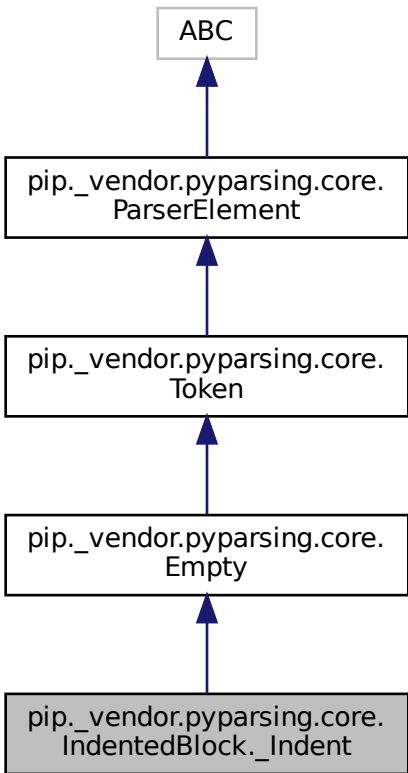 ABC
pip._vendor.pyparsing.core.
ParserElement
pip._vendor.pyparsing.core.
Token
pip._vendor.pyparsing.core.
Empty
pip._vendor.pyparsing.core.
IndentedBlock._Indent